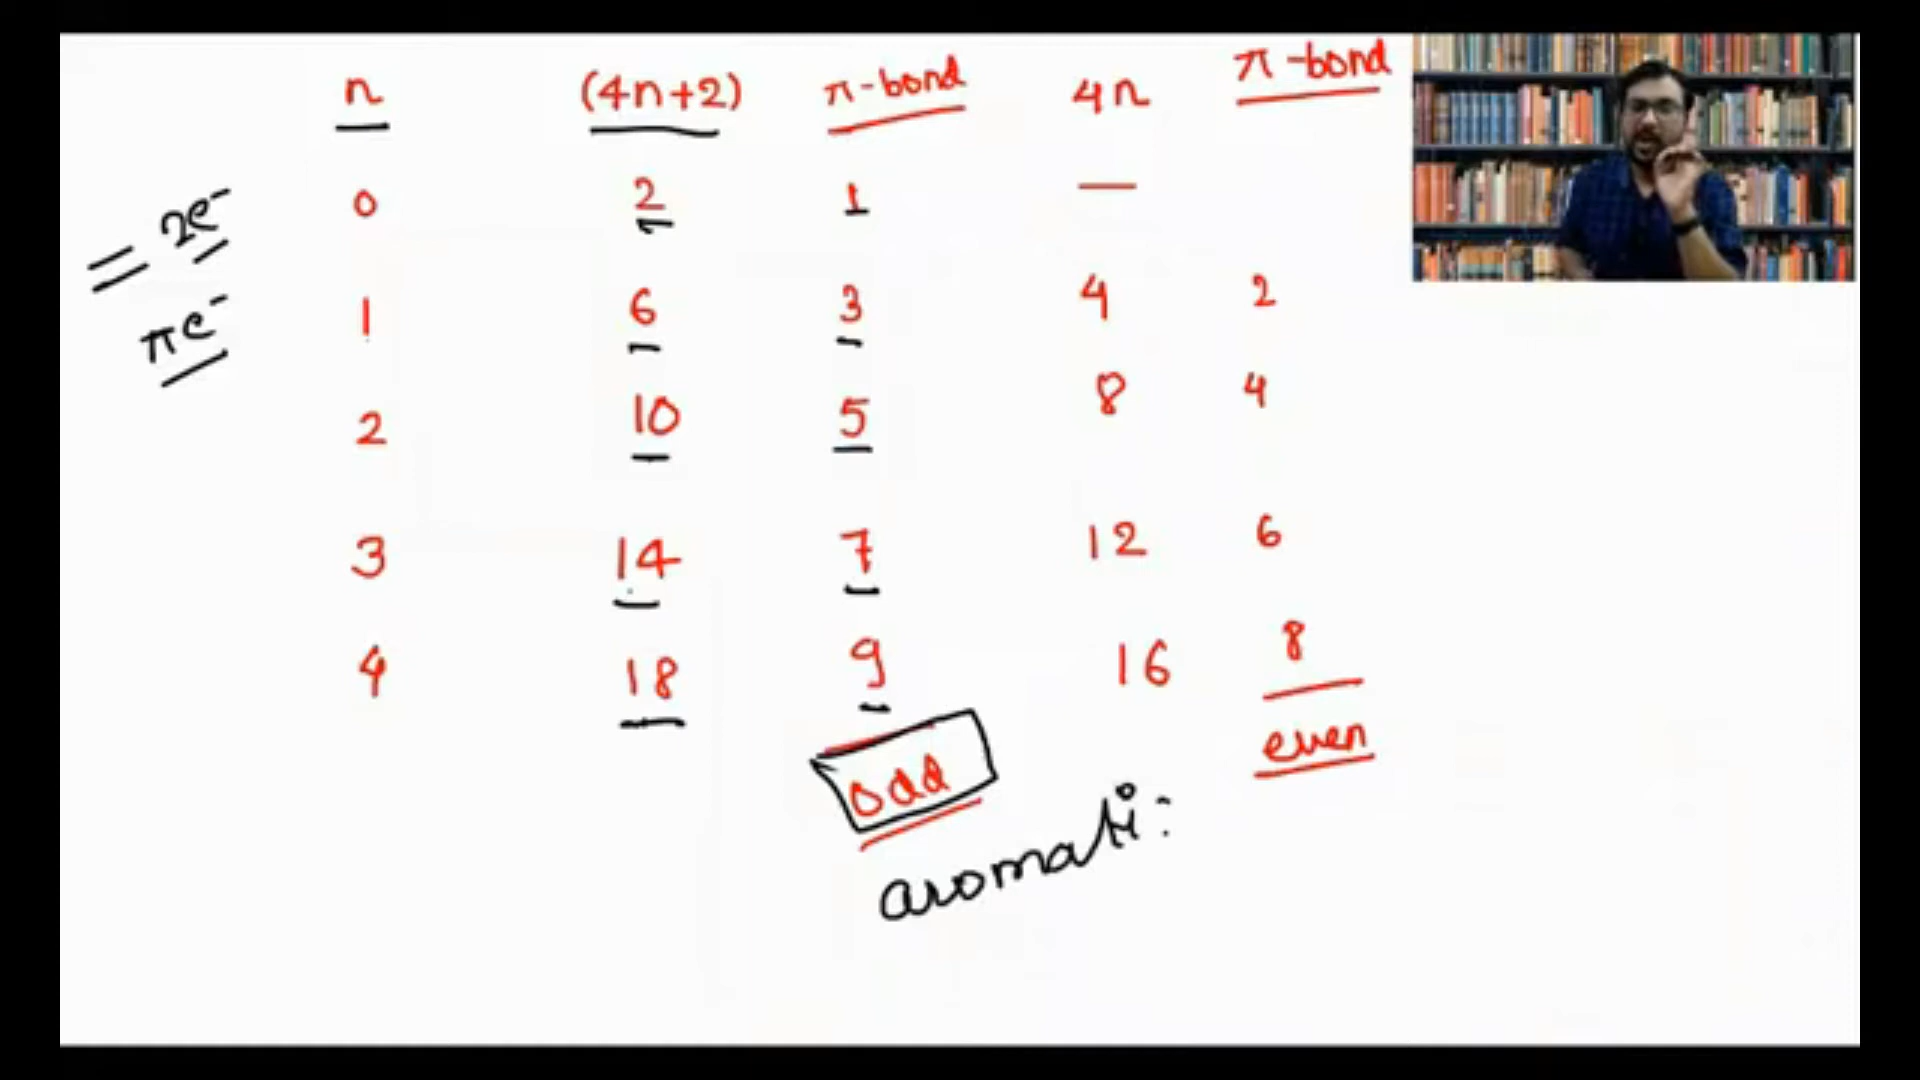 n (4n+2) π-bond 4n π-bond
= 2e⁻ 0 2 1 —
πe⁻ 1 6 3 4 2
2 10 5 8 4
3 14 7 12 6
4 18 9 16 8
odd even
aromati: